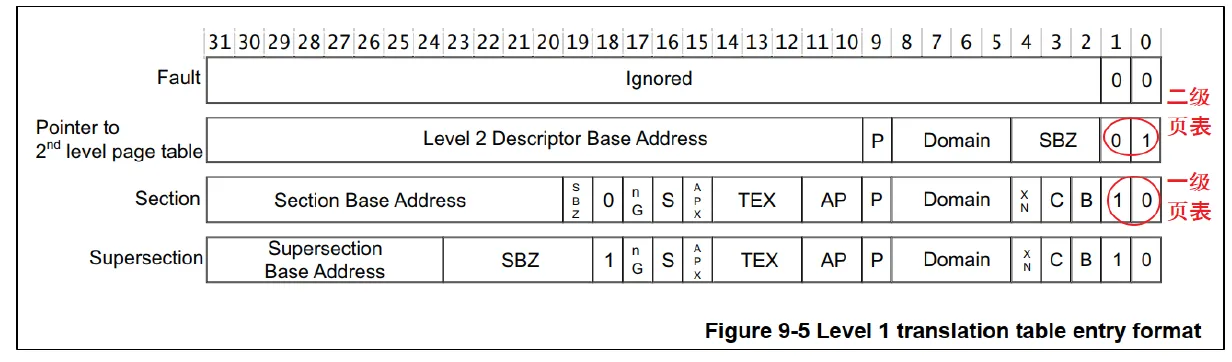 31 30 29 28 27 26 25 24 23 22 21 20 19 18 17 16 15 14 13 12 11 10 9 8 7 6 5 4 3 2 1 0
Fault Ignored 0 0
二级
页表
Pointer to
2nd level page table Level 2 Descriptor Base Address P Domain SBZ 0 1
Section Section Base Address SBZ 0 nG S APX TEX AP P Domain XN C B 1 0
一级
页表
Supersection Supersection
Base Address SBZ 1 nG S APX TEX AP P Domain XN C B 1 0
Figure 9-5 Level 1 translation table entry format